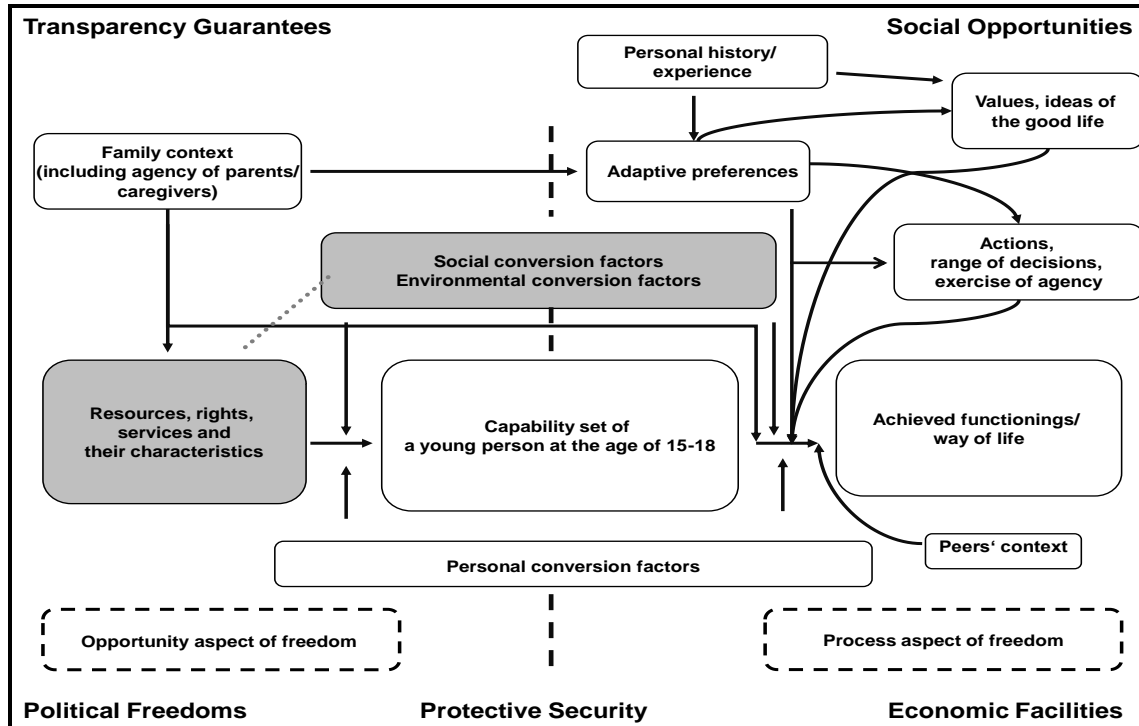 Transparency Guarantees
Social Opportunities
Personal history/
experience
Values, ideas of
the good life
Family context
(including agency of parents/
caregivers)
Adaptive preferences
Social conversion factors
Environmental conversion factors
Actions,
range of decisions,
exercise of agency
Resources, rights,
services and
their characteristics
Capability set of
a young person at the age of 15-18
Achieved functionings/
way of life
Peers‘ context
Personal conversion factors
Opportunity aspect of freedom
Process aspect of freedom
Political Freedoms
Protective Security
Economic Facilities